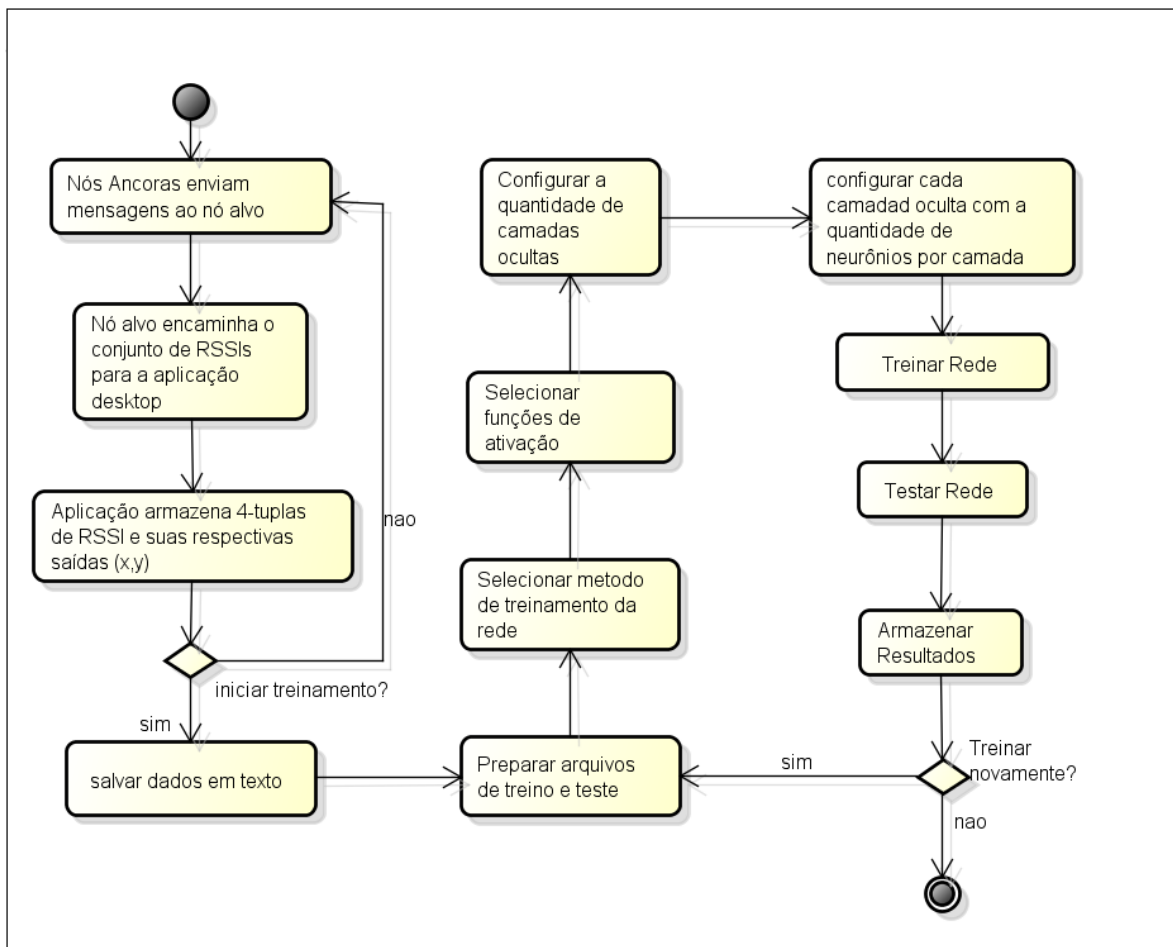 Nós Ancoras enviam
mensagens ao nó alvo
Nó alvo encaminha o
conjunto de RSSIs
para a aplicação
desktop
Aplicação armazena 4-tuplas
de RSSI e suas respectivas
saídas (x,y)
nao
iniciar treinamento?
sim
salvar dados em texto
Preparar arquivos
de treino e teste
Selecionar metodo
de treinamento da
rede
Selecionar
funções de
ativação
Configurar a
quantidade de
camadas
ocultas
configurar cada
camadad oculta com a
quantidade de
neurônios por camada
Treinar Rede
Testar Rede
Armazenar
Resultados
Treinar
novamente?
sim
nao